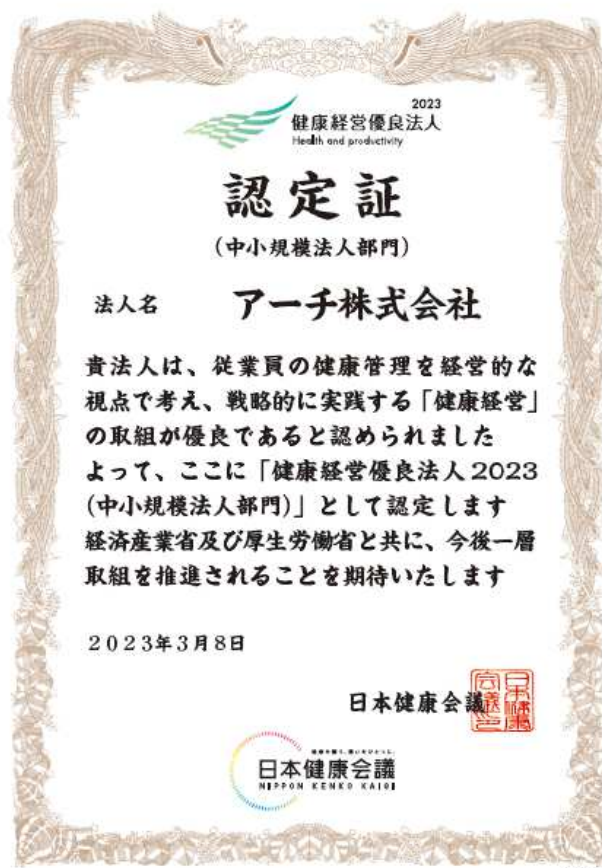 2023
健康経営優良法人
Health and productivity
認定証
(中小規模法人部門)
法人名 アーチ株式会社
貴法人は、従業員の健康管理を経営的な
視点で考え、戦略的に実践する「健康経営」
の取組が優良であると認められました
よって、ここに「健康経営優良法人2023
(中小規模法人部門)」として認定します
経済産業省及び厚生労働省と共に、今後一層
取組を推進されることを期待いたします
2023年3月8日
日本健康会議
日本健康会議之印
日本健康会議
NIPPON KENKO KAIGI